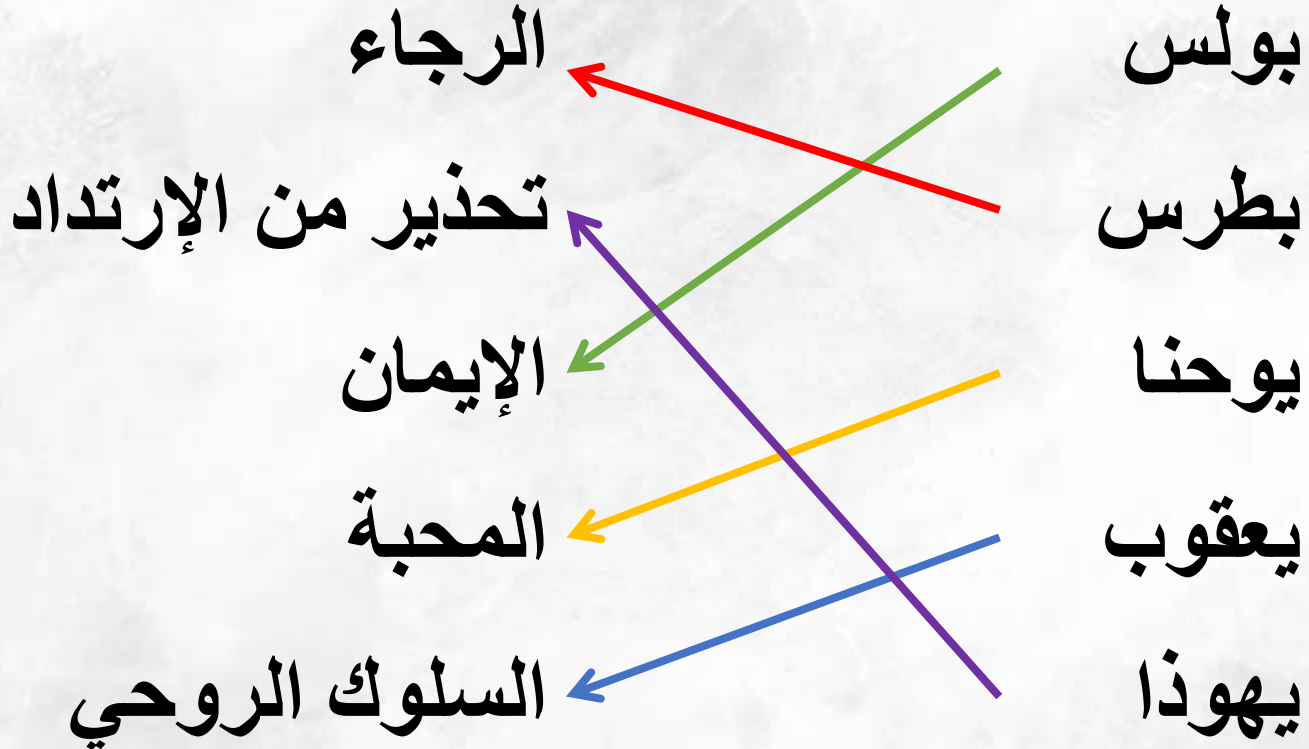 بولس
الرجاء
بطرس
تحذير من الإرتداد
يوحنا
الإيمان
يعقوب
المحبة
يهوذا
السلوك الروحي